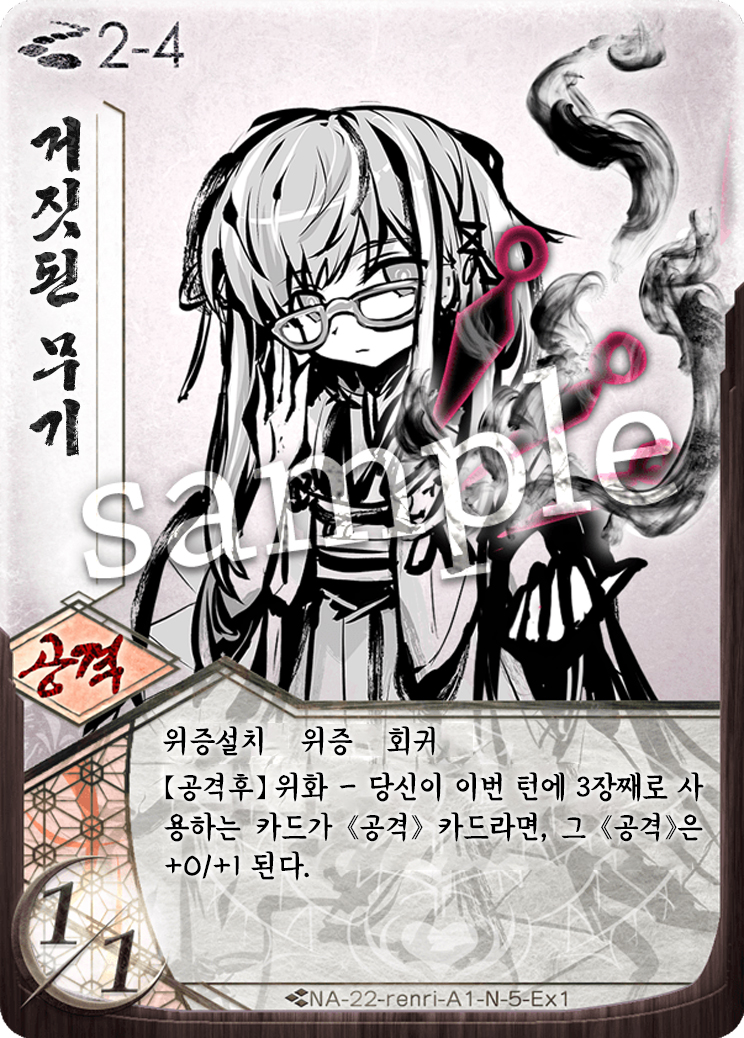 2-4
거짓된 무기
sample
공격
위증설치 위증 회귀
【공격후】위화 – 당신이 이번 턴에 3장째로 사
용하는 카드가 《공격》 카드라면, 그 《공격》은
+0/+1 된다.
1/1
NA-22-renri-A1-N-5-Ex1